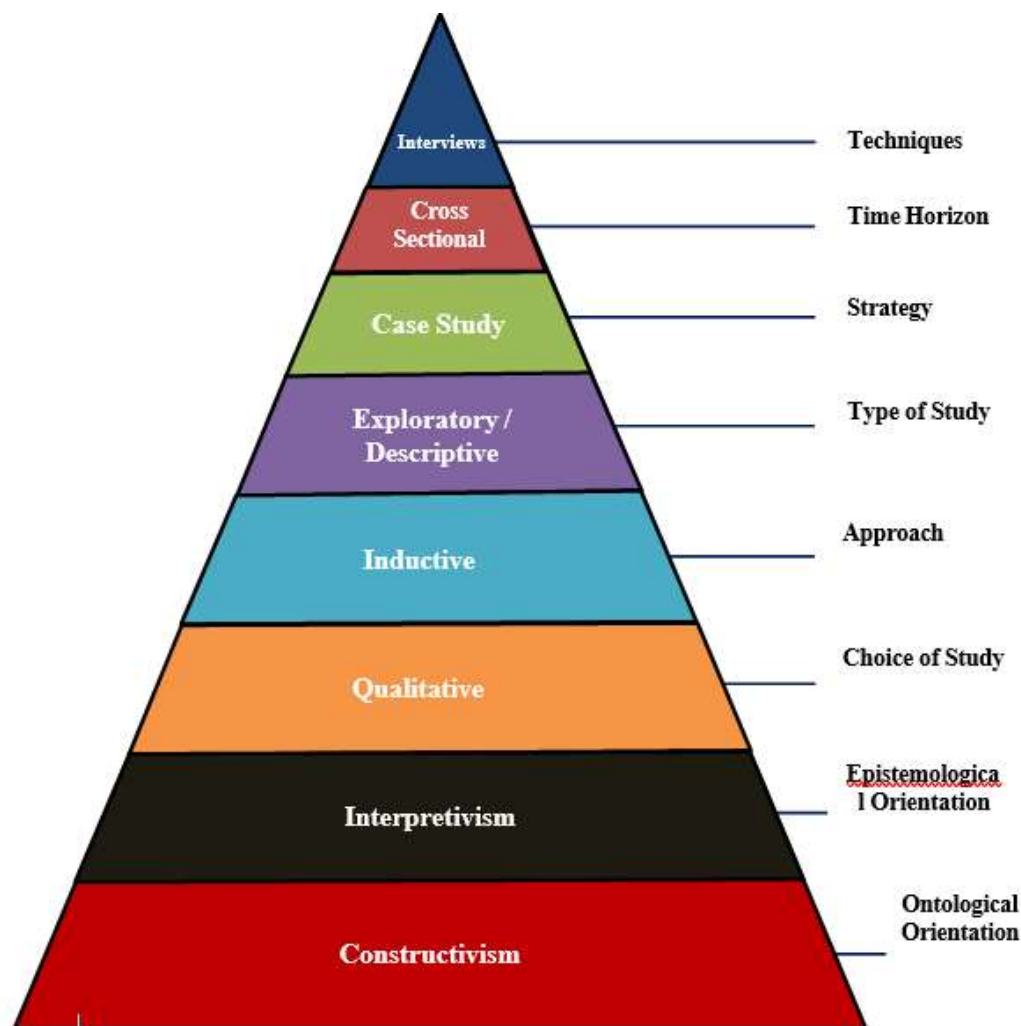 Interviews
Techniques
Cross
Sectional
Time Horizon
Case Study
Strategy
Exploratory /
Descriptive
Type of Study
Inductive
Approach
Qualitative
Choice of Study
Interpretivism
Epistemologica
l Orientation
Constructivism
Ontological
Orientation